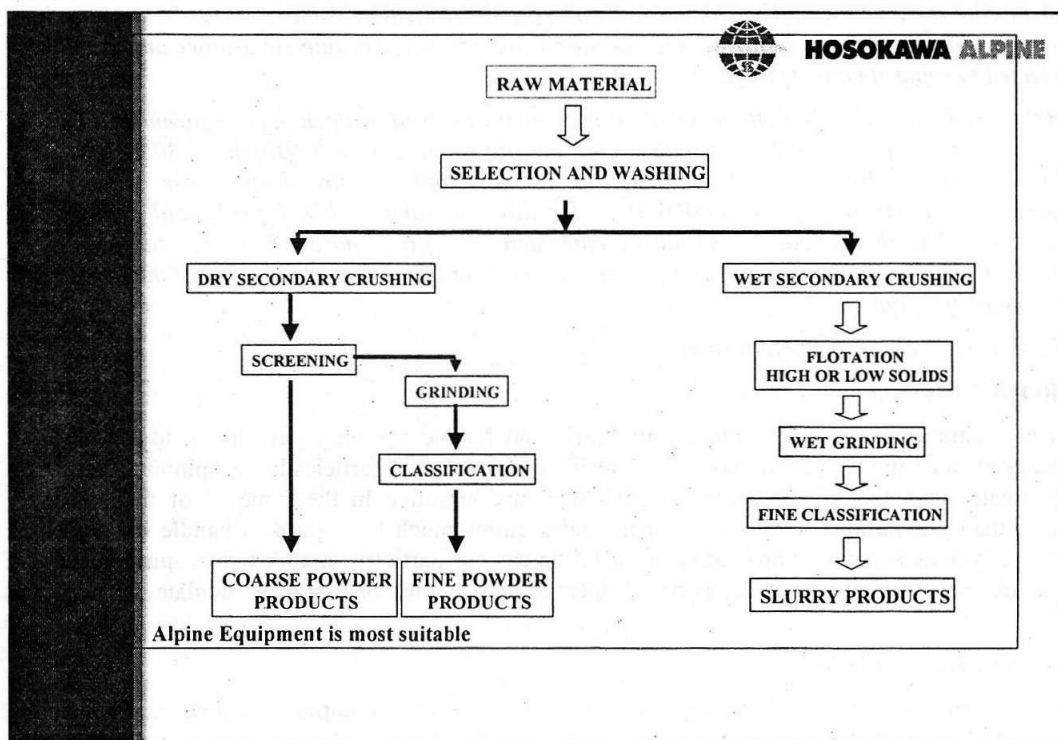 HOSOKAWA ALPINE
RAW MATERIAL
SELECTION AND WASHING
DRY SECONDARY CRUSHING
WET SECONDARY CRUSHING
SCREENING
GRINDING
CLASSIFICATION
COARSE POWDER
PRODUCTS
FINE POWDER
PRODUCTS
FLOTATION
HIGH OR LOW SOLIDS
WET GRINDING
FINE CLASSIFICATION
SLURRY PRODUCTS
Alpine Equipment is most suitable